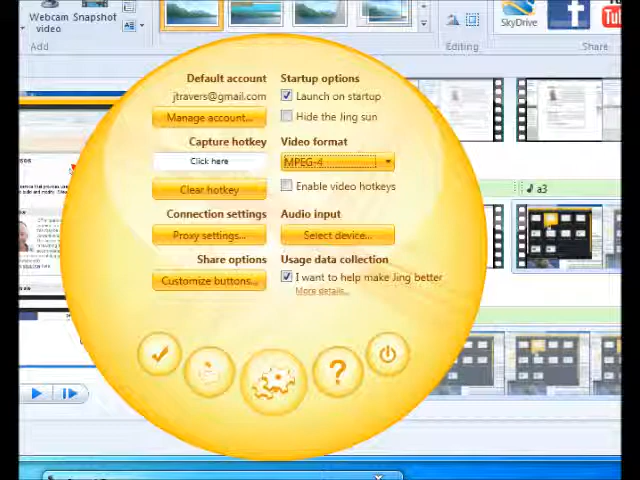 Webcam video
Snapshot
Add
Editing
SkyDrive
Share
Default account
jtravers@gmail.com
Manage account...
Capture hotkey
Click here
Clear hotkey
Connection settings
Proxy settings...
Share options
Customize buttons...
Startup options
Launch on startup
Hide the Jing sun
Video format
MPEG-4
Enable video hotkeys
Audio input
Select device...
Usage data collection
I want to help make Jing better
More details...
a3